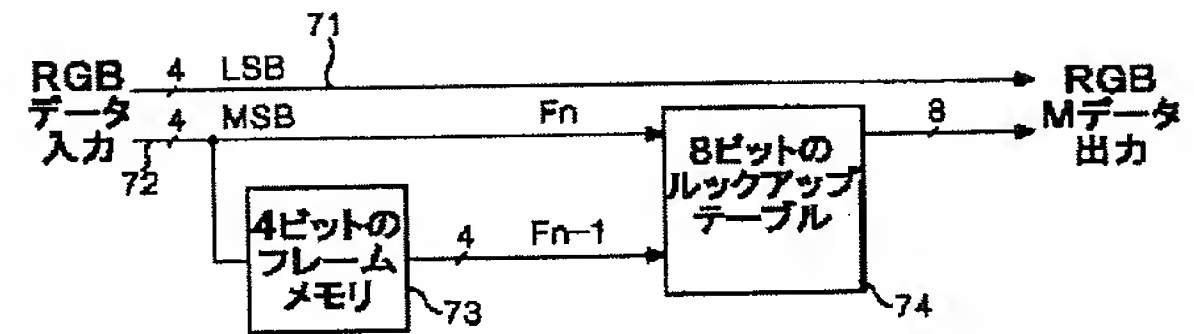 71
RGB
データ
入力
4
LSB
4
MSB
Fn
72
4ビットの
フレーム
メモリ
73
4
Fn-1
8ビットの
ルックアップ
テーブル
74
8
RGB
Mデータ
出力